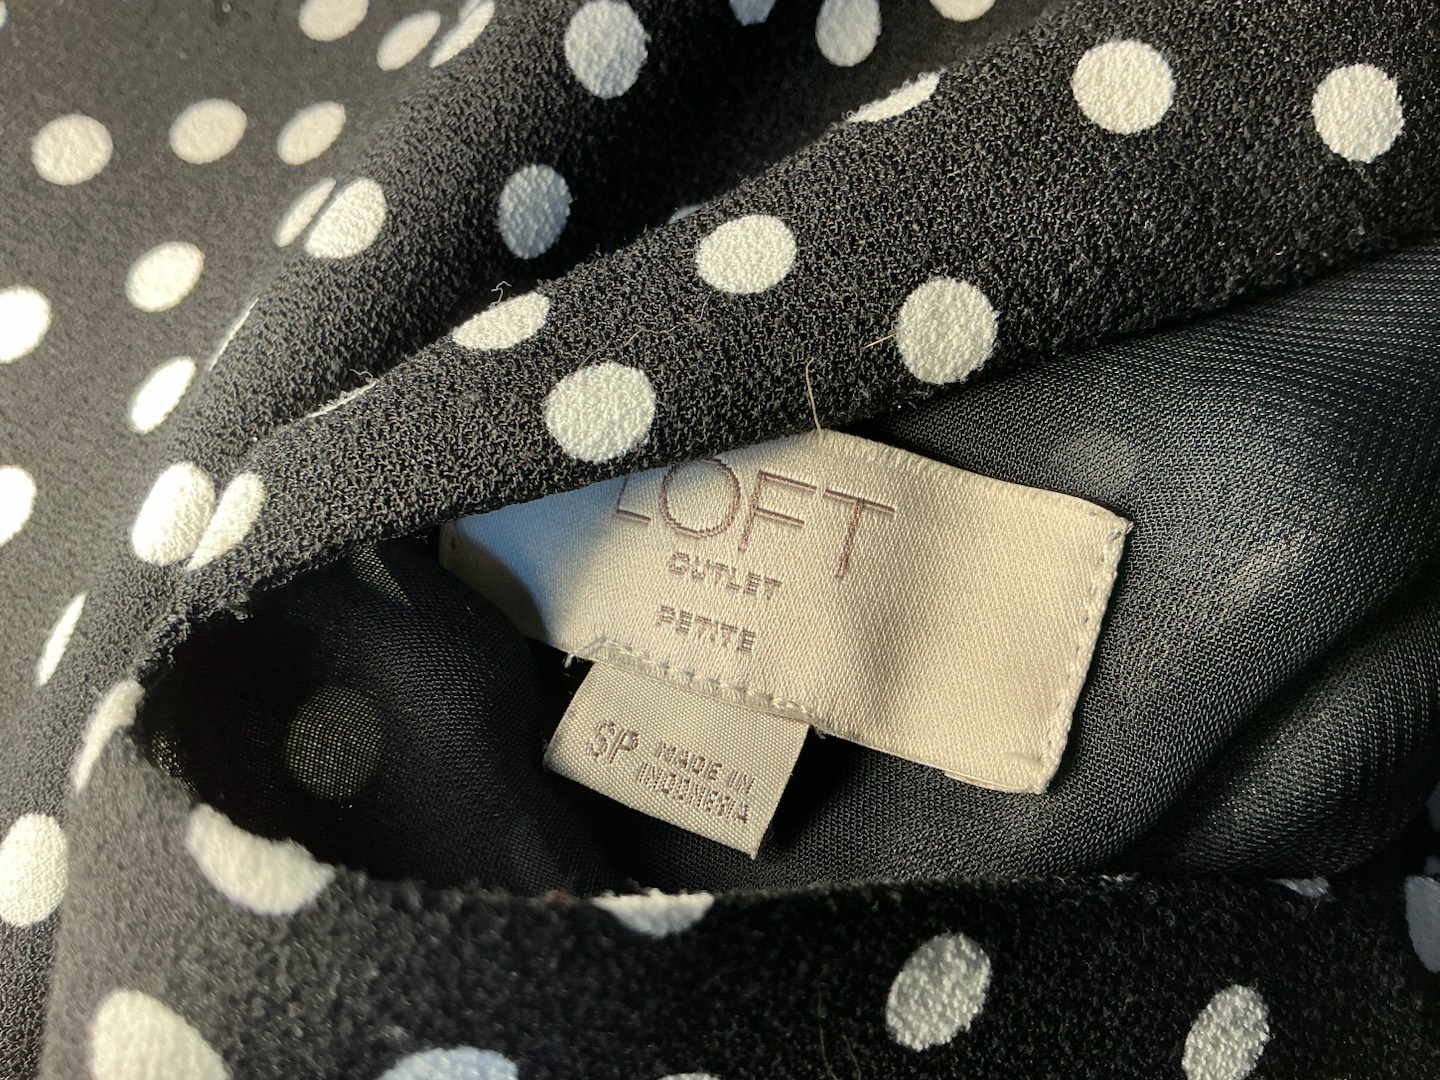 LOFT
OUTLET
PETITE
SP MADE IN
INDONESIA